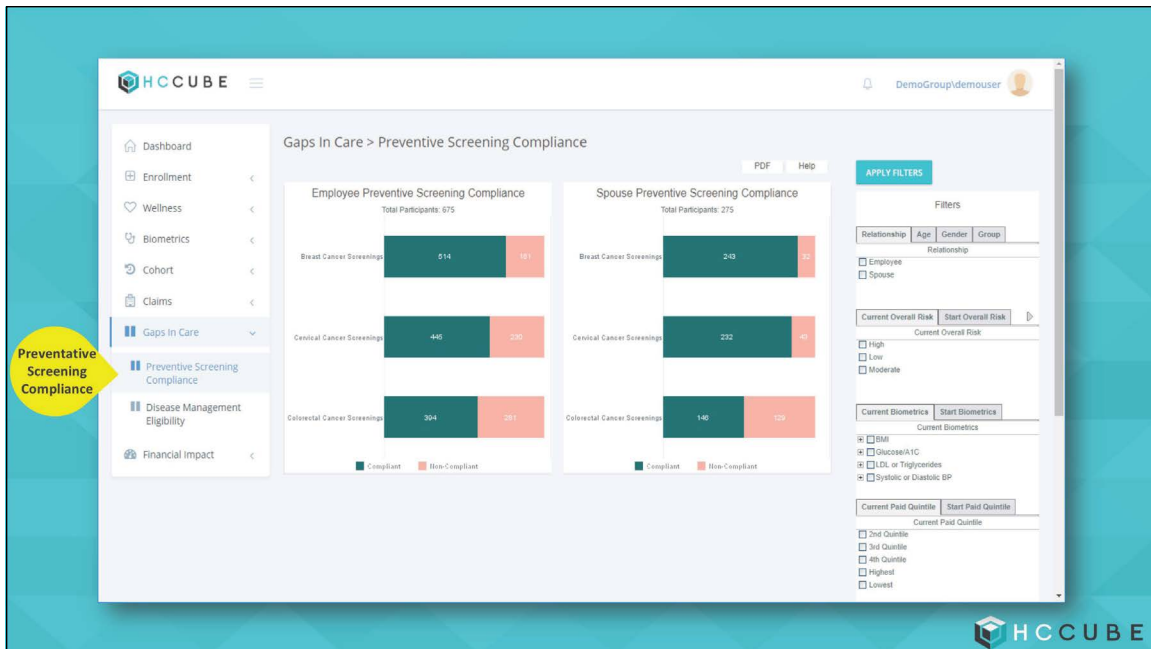 HCCUBE
DemoGroup\demouser
Dashboard
Enrollment
Wellness
Biometrics
Cohort
Claims
Gaps In Care
Preventive Screening
Compliance
Disease Management
Eligibility
Financial Impact
Preventative
Screening
Compliance
Gaps In Care > Preventive Screening Compliance
PDF Help
Employee Preventive Screening Compliance
Total Participants: 675
Breast Cancer Screenings 514 161
Cervical Cancer Screenings 445 230
Colorectal Cancer Screenings 394 281
Compliant Non-Compliant
Spouse Preventive Screening Compliance
Total Participants: 275
Breast Cancer Screenings 243 32
Cervical Cancer Screenings 232 43
Colorectal Cancer Screenings 146 129
Compliant Non-Compliant
APPLY FILTERS
Filters
Relationship Age Gender Group
Relationship
Employee
Spouse
Current Overall Risk Start Overall Risk
Current Overall Risk
High
Low
Moderate
Current Biometrics Start Biometrics
Current Biometrics
BMI
Glucose/A1C
LDL or Triglycerides
Systolic or Diastolic BP
Current Paid Quintile Start Paid Quintile
Current Paid Quintile
2nd Quintile
3rd Quintile
4th Quintile
Highest
Lowest
HCCUBE